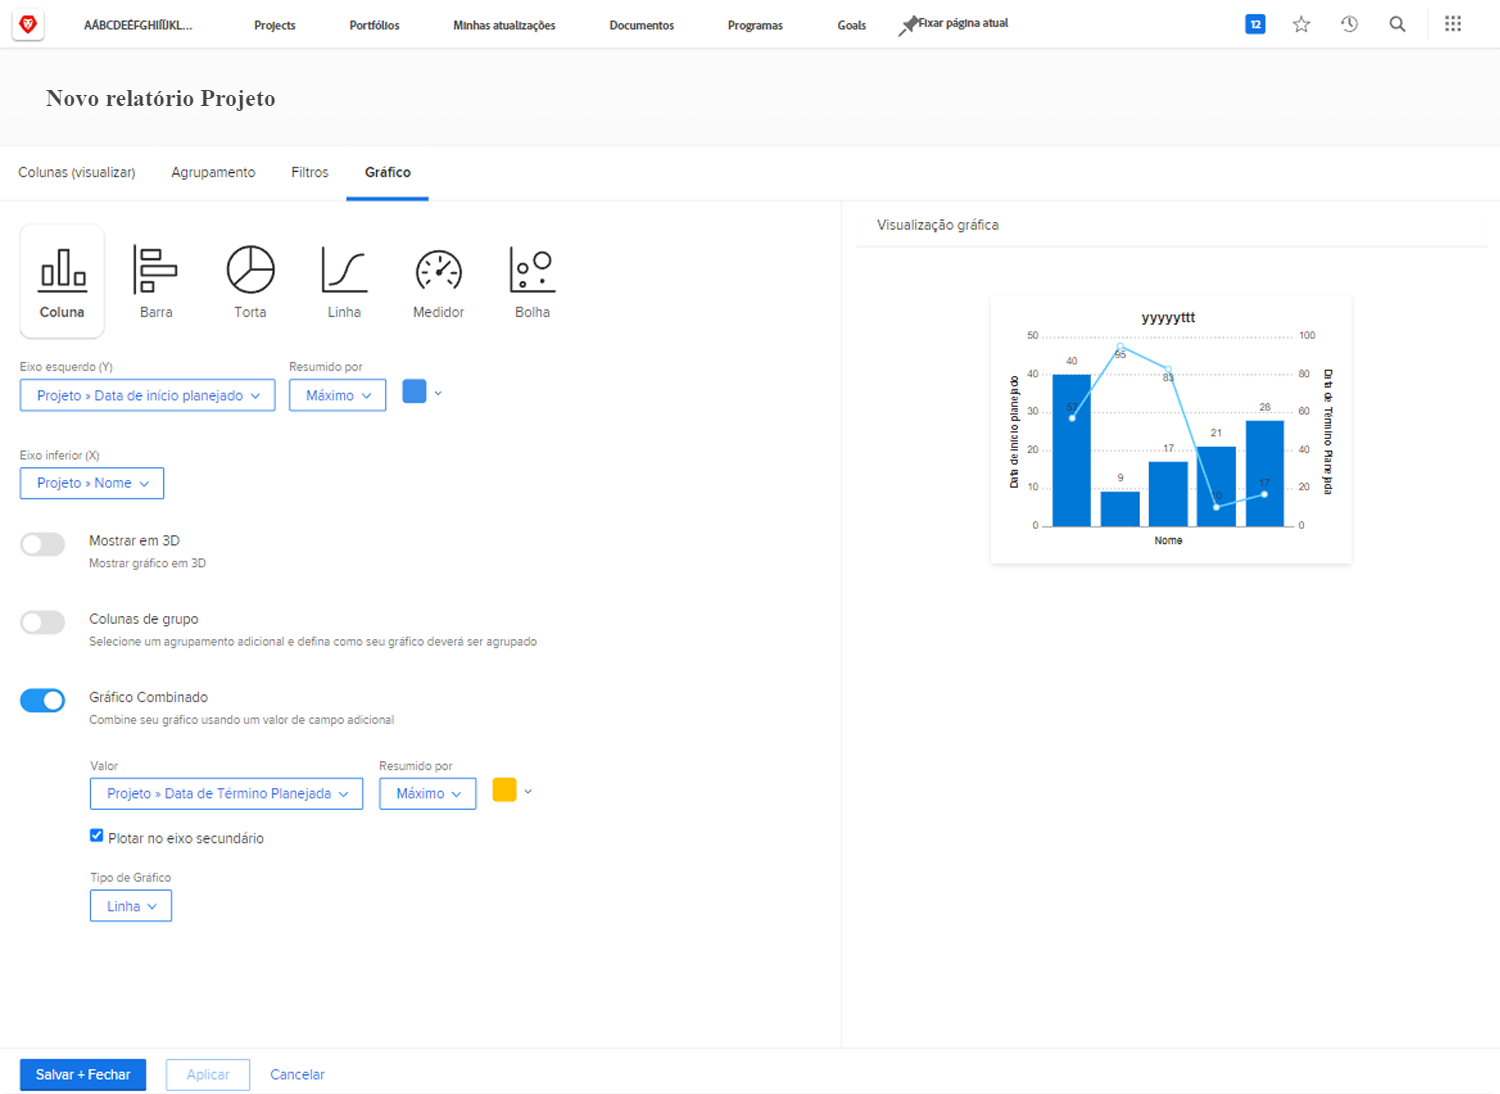 AÁBCDEÉFGHIÍÏJKL...
Projects
Portfólios
Minhas atualizações
Documentos
Programas
Goals
Fixar página atual
12
Novo relatório Projeto
Colunas (visualizar)
Agrupamento
Filtros
Gráfico
Coluna
Barra
Torta
Linha
Medidor
Bolha
Eixo esquerdo (Y)
Resumido por
Projeto » Data de início planejado
Máximo
Eixo inferior (X)
Projeto » Nome
Mostrar em 3D
Mostrar gráfico em 3D
Colunas de grupo
Selecione um agrupamento adicional e defina como seu gráfico deverá ser agrupado
Gráfico Combinado
Combine seu gráfico usando um valor de campo adicional
Valor
Resumido por
Projeto » Data de Término Planejada
Máximo
Plotar no eixo secundário
Tipo de Gráfico
Linha
Visualização gráfica
yyyyyttt
50
40
30
20
10
0
Data de início planejado
40
9
17
21
28
57
95
83
10
17
100
80
60
40
20
0
Data de Término Planejada
Nome
Salvar + Fechar
Aplicar
Cancelar